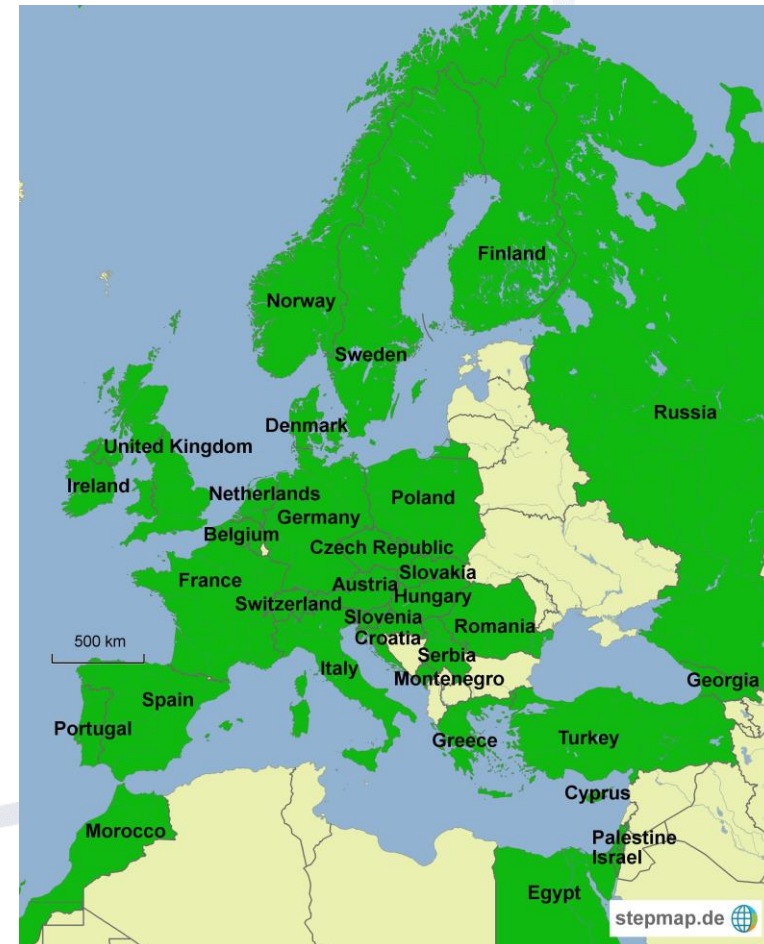 Finland
Norway
Sweden
Russia
Denmark
United Kingdom
Ireland
Netherlands
Poland
Germany
Belgium
Czech Republic
Slovakia
France
Austria
Hungary
Switzerland
Slovenia
Romania
Croatia
500 km
Serbia
Italy
Montenegro
Georgia
Spain
Portugal
Greece
Turkey
Cyprus
Morocco
Palestine
Israel
Egypt
stepmap.de